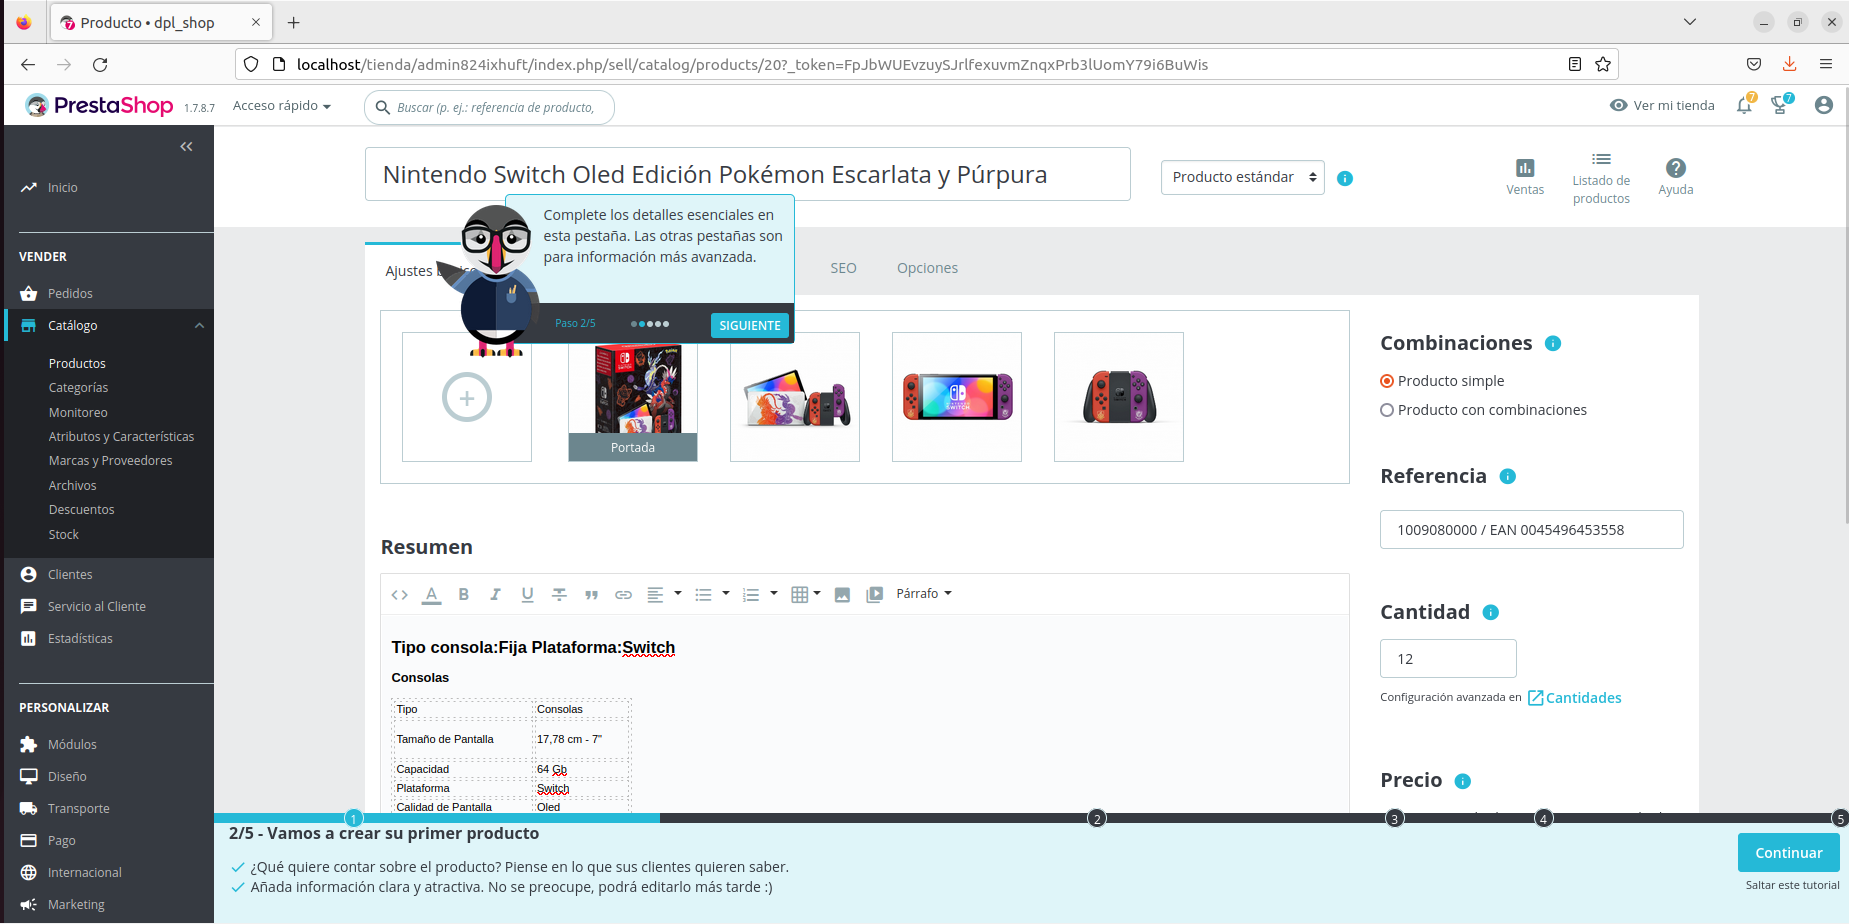 Producto • dpl_shop
localhost/tienda/admin824ixhuft/index.php/sell/catalog/products/20?_token=FpJbWUEvzuySJrlfexuvmZnqxPrb3lUomY79i6BuWis
PrestaShop 1.7.8.7
Acceso rápido
Buscar (p. ej.: referencia de producto,
Ver mi tienda
7
7
Inicio
VENDER
Pedidos
Catálogo
Productos
Categorías
Monitoreo
Atributos y Características
Marcas y Proveedores
Archivos
Descuentos
Stock
Clientes
Servicio al Cliente
Estadísticas
PERSONALIZAR
Módulos
Diseño
Transporte
Pago
Internacional
Marketing
Nintendo Switch Oled Edición Pokémon Escarlata y Púrpura
Producto estándar
Ventas
Listado de
productos
Ayuda
Complete los detalles esenciales en
esta pestaña. Las otras pestañas son
para información más avanzada.
Paso 2/5
SIGUIENTE
Ajustes
SEO
Opciones
Portada
Resumen
Párrafo
Tipo consola:Fija Plataforma:Switch
Consolas
Tipo Consolas
Tamaño de Pantalla 17,78 cm - 7"
Capacidad 64 Gb
Plataforma Switch
Calidad de Pantalla Oled
Combinaciones
Producto simple
Producto con combinaciones
Referencia
1009080000 / EAN 0045496453558
Cantidad
12
Configuración avanzada en Cantidades
Precio
1 2 3 4 5
2/5 - Vamos a crear su primer producto
¿Qué quiere contar sobre el producto? Piense en lo que sus clientes quieren saber.
Añada información clara y atractiva. No se preocupe, podrá editarlo más tarde :)
Continuar
Saltar este tutorial